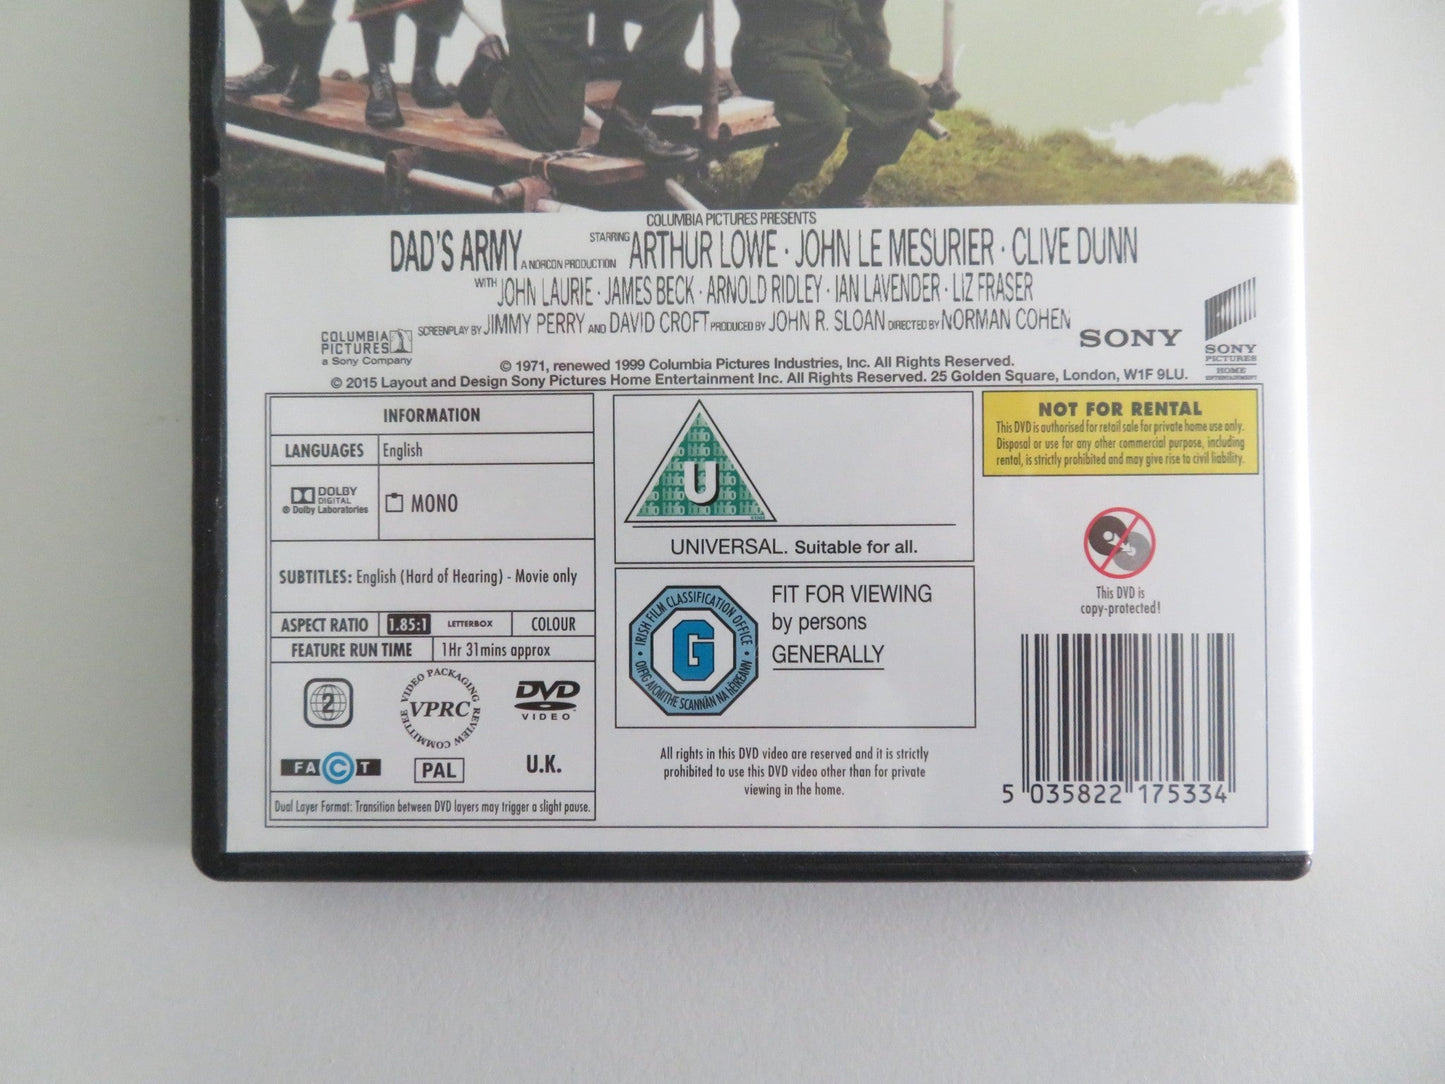 COLUMBIA PICTURES PRESENTS
DAD'S ARMY A NORCON PRODUCTION STARRING ARTHUR LOWE · JOHN LE MESURIER · CLIVE DUNN
WITH JOHN LAURIE · JAMES BECK · ARNOLD RIDLEY · IAN LAVENDER · LIZ FRASER
SCREENPLAY BY JIMMY PERRY AND DAVID CROFT PRODUCED BY JOHN R. SLOAN DIRECTED BY NORMAN COHEN
COLUMBIA
PICTURES
a Sony Company
SONY
SONY
PICTURES
HOME
ENTERTAINMENT
© 1971, renewed 1999 Columbia Pictures Industries, Inc. All Rights Reserved.
© 2015 Layout and Design Sony Pictures Home Entertainment Inc. All Rights Reserved. 25 Golden Square, London, W1F 9LU.
INFORMATION
LANGUAGES English
DOLBY
DIGITAL
® Dolby Laboratories
MONO
SUBTITLES: English (Hard of Hearing) - Movie only
ASPECT RATIO 1.85:1 LETTERBOX COLOUR
FEATURE RUN TIME 1Hr 31mins approx
2
VIDEO PACKAGING REVIEW COMMITTEE
VPRC
DVD
VIDEO
FACT
PAL
U.K.
Dual Layer Format: Transition between DVD layers may trigger a slight pause.
U
UNIVERSAL. Suitable for all.
IRISH FILM CLASSIFICATION OFFICE
G
OIFIG AICMITHE SCANNÁN NA HÉIREANN
FIT FOR VIEWING
by persons
GENERALLY
All rights in this DVD video are reserved and it is strictly
prohibited to use this DVD video other than for private
viewing in the home.
NOT FOR RENTAL
This DVD is authorised for retail sale for private home use only.
Disposal or use for any other commercial purpose, including
rental, is strictly prohibited and may give rise to civil liability.
This DVD is
copy-protected!
5 035822 175334